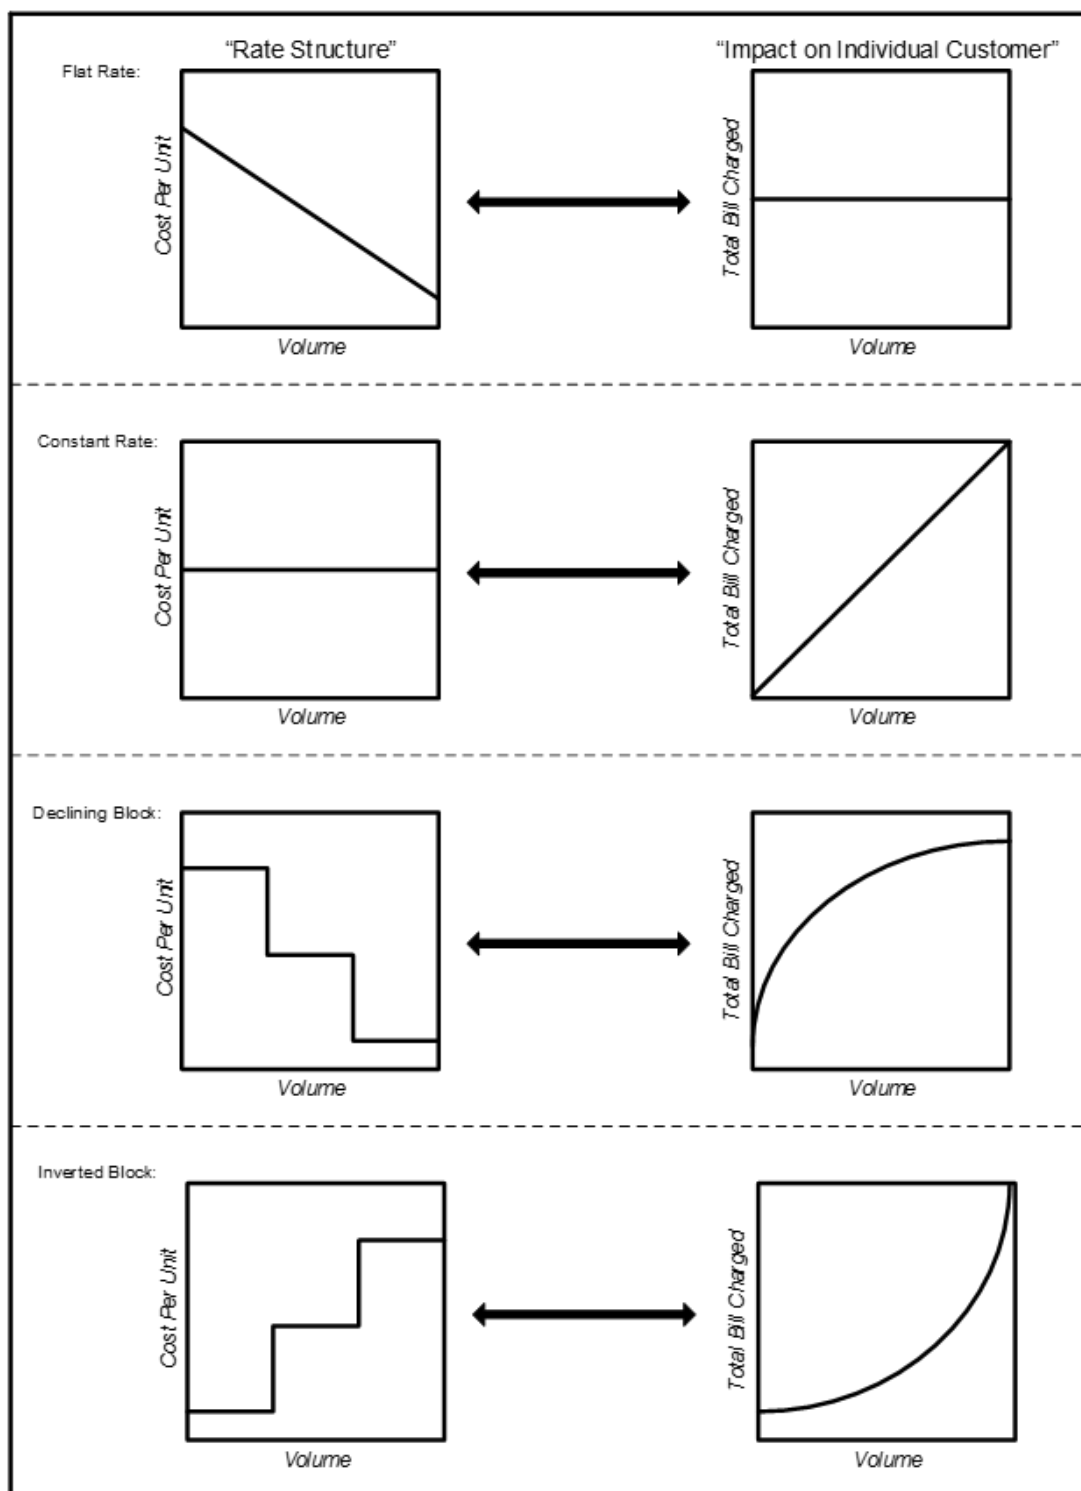 “Rate Structure”
“Impact on Individual Customer”
Flat Rate:
Cost Per Unit
Volume
Total Bill Charged
Volume
Constant Rate:
Cost Per Unit
Volume
Total Bill Charged
Volume
Declining Block:
Cost Per Unit
Volume
Total Bill Charged
Volume
Inverted Block:
Cost Per Unit
Volume
Total Bill Charged
Volume